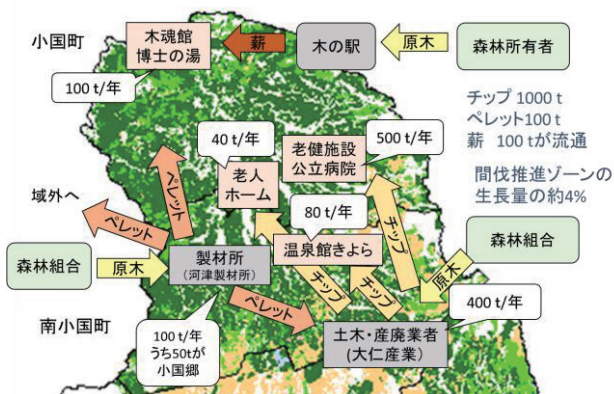 小国町
木魂館
博士の湯
薪
木の駅
原木
森林所有者
100 t/年
チップ 1000 t
ペレット100 t
薪 100 tが流通
間伐推進ゾーンの
生長量の約4%
40 t/年
老健施設
公立病院
500 t/年
老人
ホーム
域外へ
ペレット
ペレット
80 t/年
チップ
森林組合
温泉館きよら
森林組合
原木
製材所
(河津製材所)
チップ
チップ
原木
ペレット
400 t/年
南小国町
100 t/年
うち50tが
小国郷
土木・産廃業者
(大仁産業)